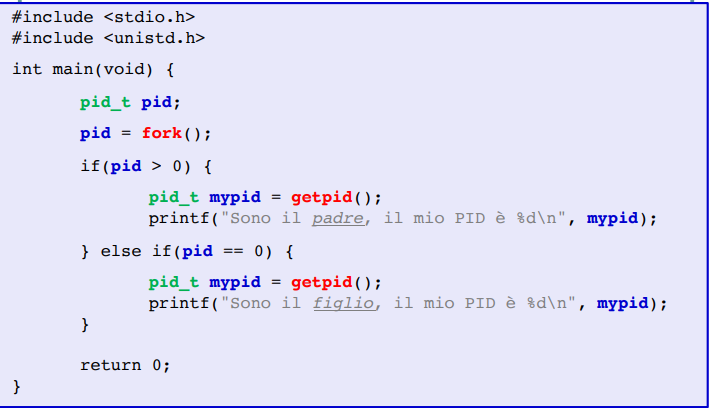 #include <stdio.h>
#include <unistd.h>
int main(void) {
pid_t pid;
pid = fork();
if(pid > 0) {
pid_t mypid = getpid();
printf("Sono il padre, il mio PID è %d\n", mypid);
} else if(pid == 0) {
pid_t mypid = getpid();
printf("Sono il figlio, il mio PID è %d\n", mypid);
}
return 0;
}